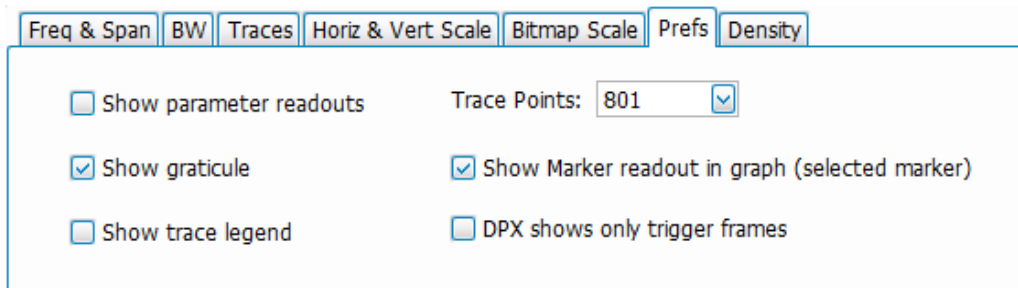 Freq & Span BW Traces Horiz & Vert Scale Bitmap Scale Prefs Density
Show parameter readouts Trace Points: 801
Show graticule Show Marker readout in graph (selected marker)
Show trace legend DPX shows only trigger frames